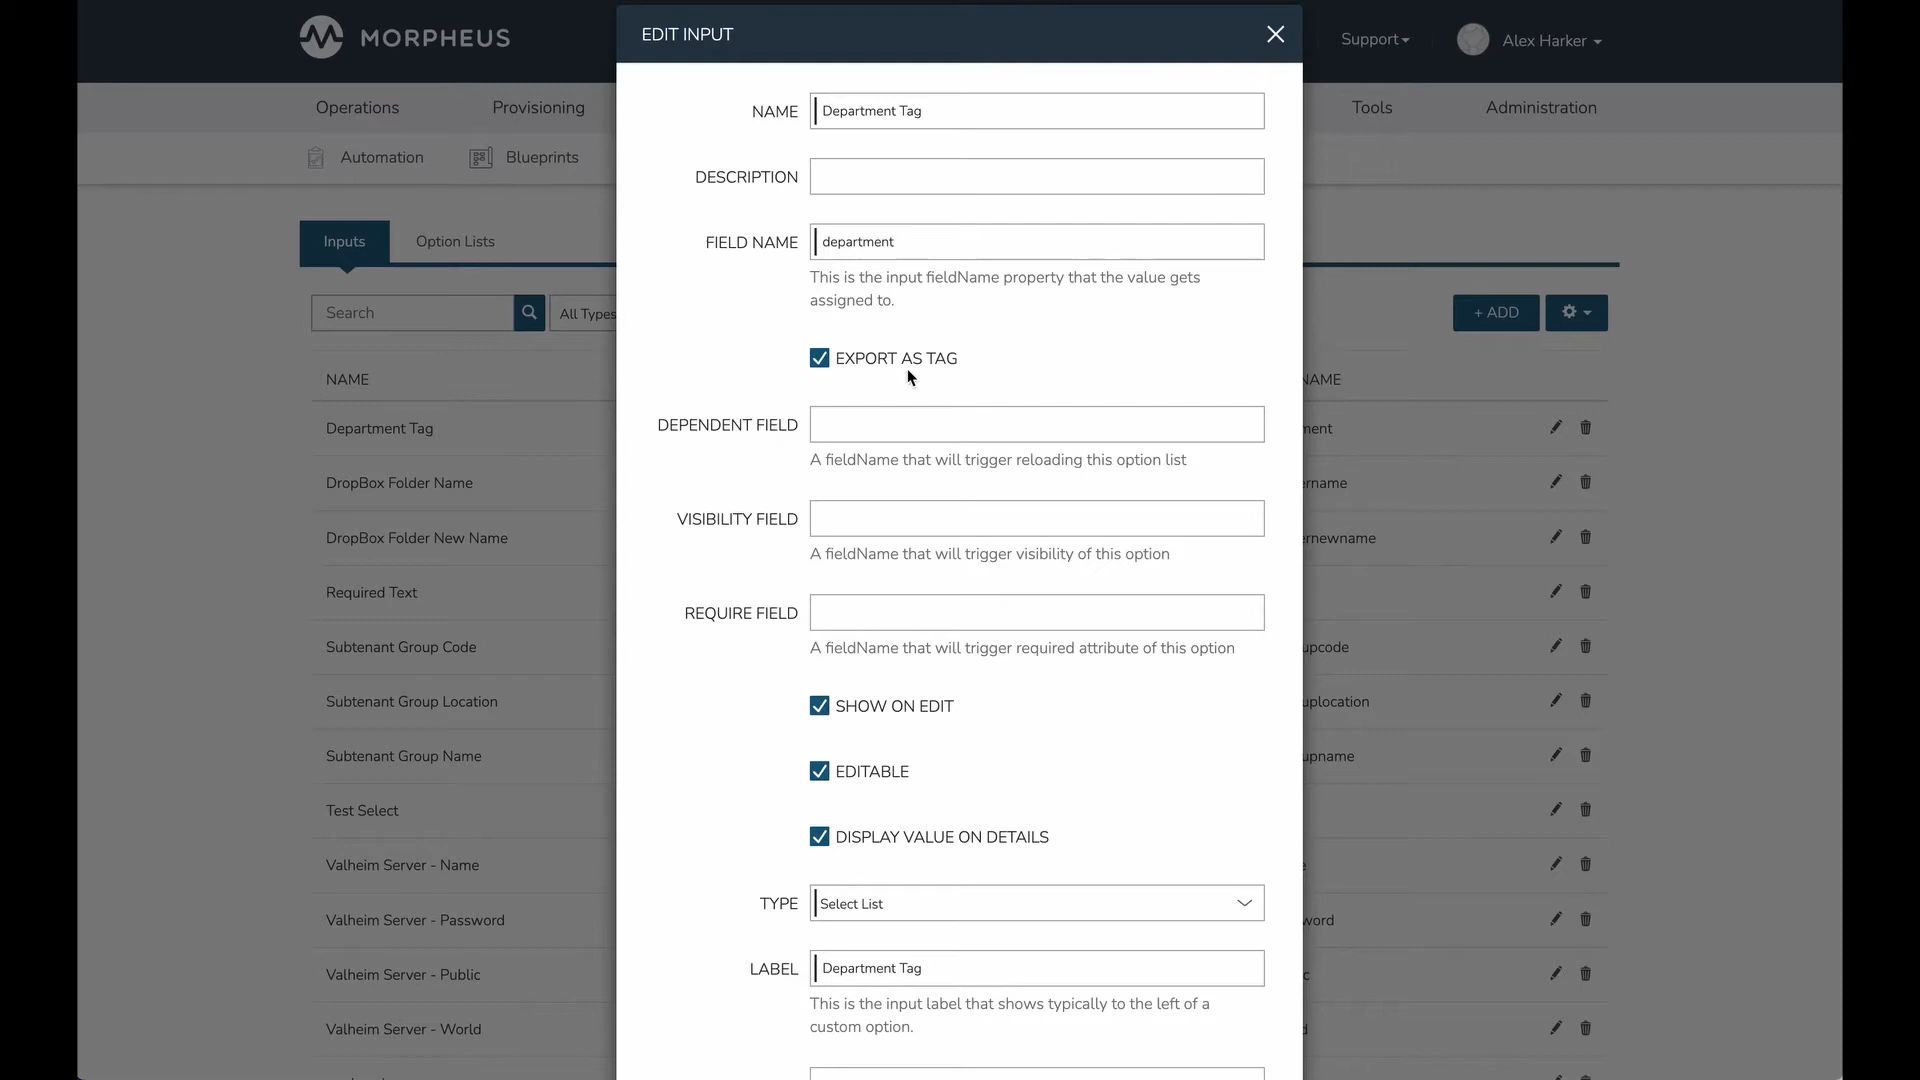 MORPHEUS
Support
Alex Harker
Operations
Provisioning
Tools
Administration
Automation
Blueprints
Inputs
Option Lists
Search
All Types
+ ADD
NAME
NAME
Department Tag
ment
DropBox Folder Name
ername
DropBox Folder New Name
ernewname
Required Text
Subtenant Group Code
upcode
Subtenant Group Location
uplocation
Subtenant Group Name
upname
Test Select
Valheim Server - Name
e
Valheim Server - Password
word
Valheim Server - Public
c
Valheim Server - World
d
EDIT INPUT
NAME
Department Tag
DESCRIPTION
FIELD NAME
department
This is the input fieldName property that the value gets
assigned to.
EXPORT AS TAG
DEPENDENT FIELD
A fieldName that will trigger reloading this option list
VISIBILITY FIELD
A fieldName that will trigger visibility of this option
REQUIRE FIELD
A fieldName that will trigger required attribute of this option
SHOW ON EDIT
EDITABLE
DISPLAY VALUE ON DETAILS
TYPE
Select List
LABEL
Department Tag
This is the input label that shows typically to the left of a
custom option.